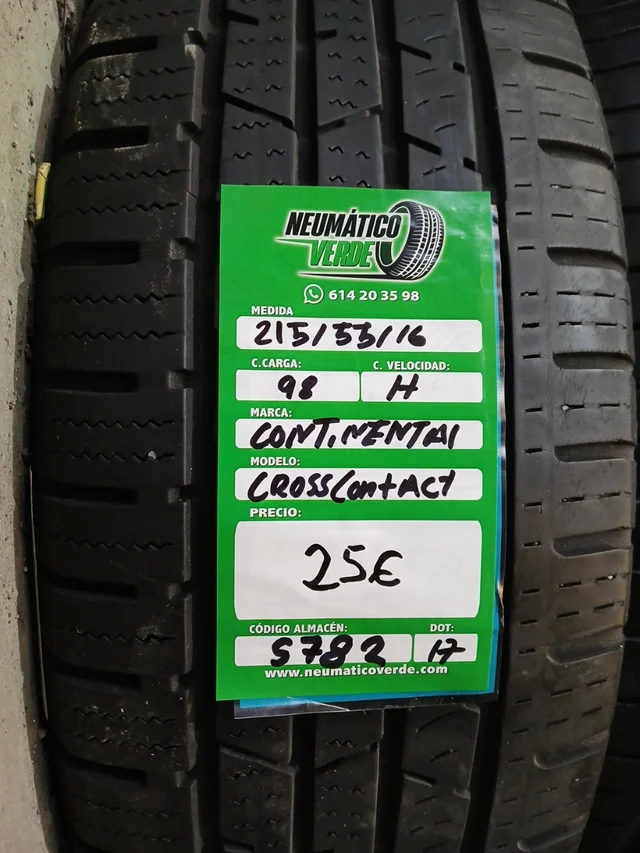 NEUMÁTICO
VERDE
614 20 35 98
MEDIDA
215/55/16
C.CARGA: C. VELOCIDAD:
98 H
MARCA:
CONTINENTAl
MODELO:
CROSSContACT
PRECIO:
25€
CÓDIGO ALMACÉN: DOT:
S782 17
www.neumaticoverde.com